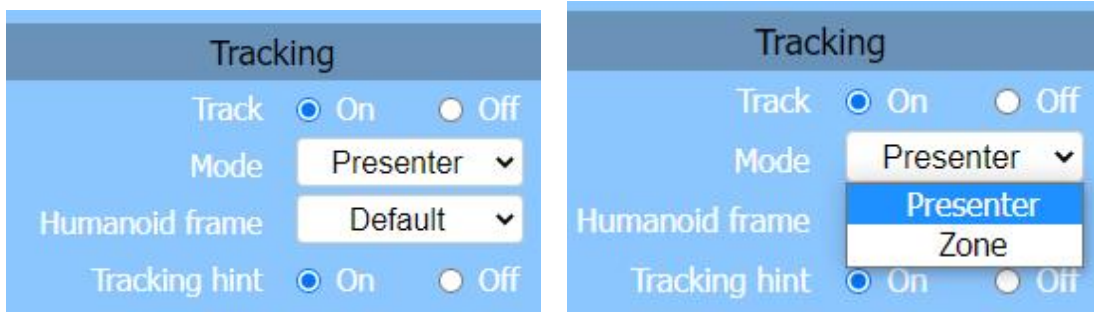 Tracking
Track On Off
Mode Presenter
Humanoid frame Default
Tracking hint On Off
Tracking
Track On Off
Mode Presenter
Presenter
Humanoid frame
Zone
Tracking hint On Off